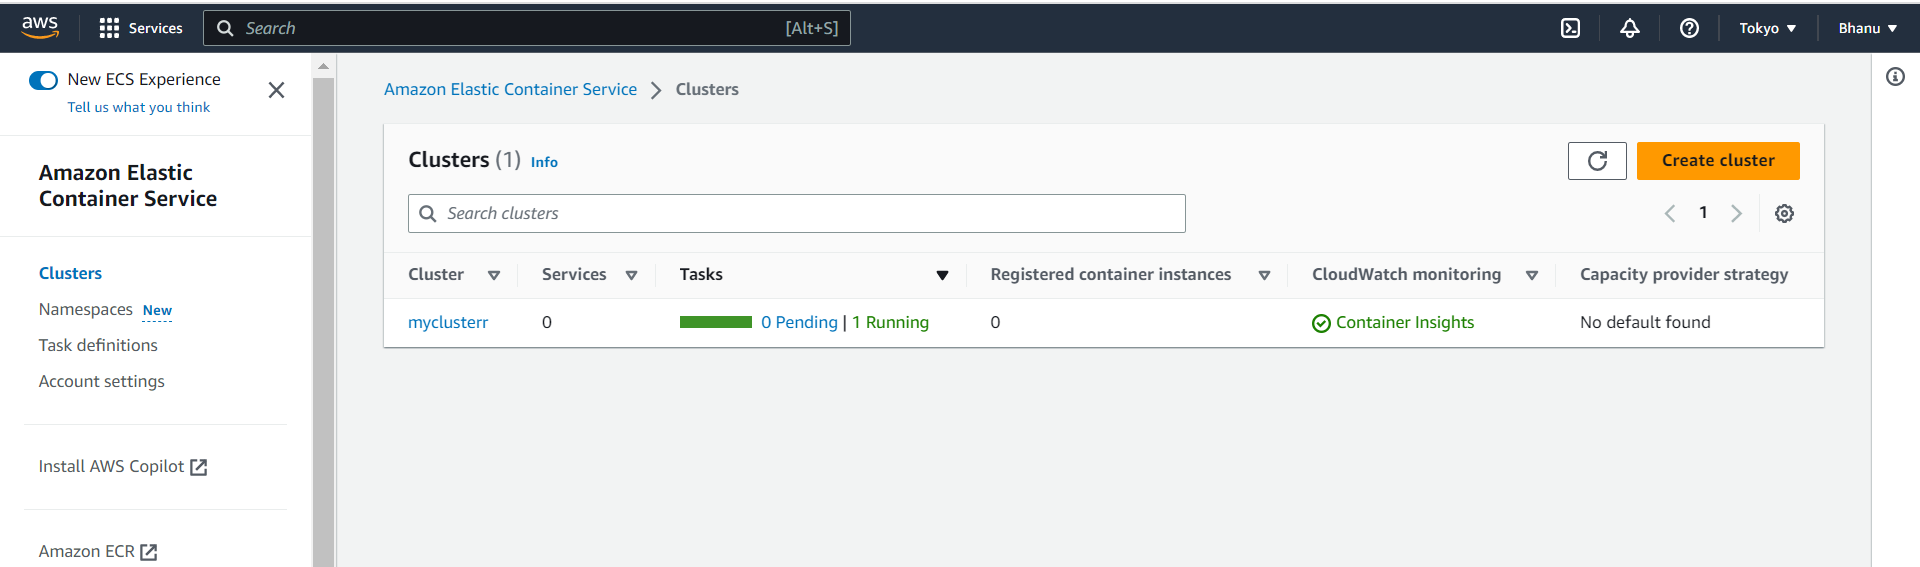 aws Services Search [Alt+S] Tokyo Bhanu
New ECS Experience
Tell us what you think
Amazon Elastic
Container Service
Clusters
Namespaces New
Task definitions
Account settings
Install AWS Copilot
Amazon ECR
Amazon Elastic Container Service Clusters
Clusters (1) Info
Create cluster
Search clusters
1
Cluster Services Tasks Registered container instances CloudWatch monitoring Capacity provider strategy
myclusterr 0 0 Pending | 1 Running 0 Container Insights No default found